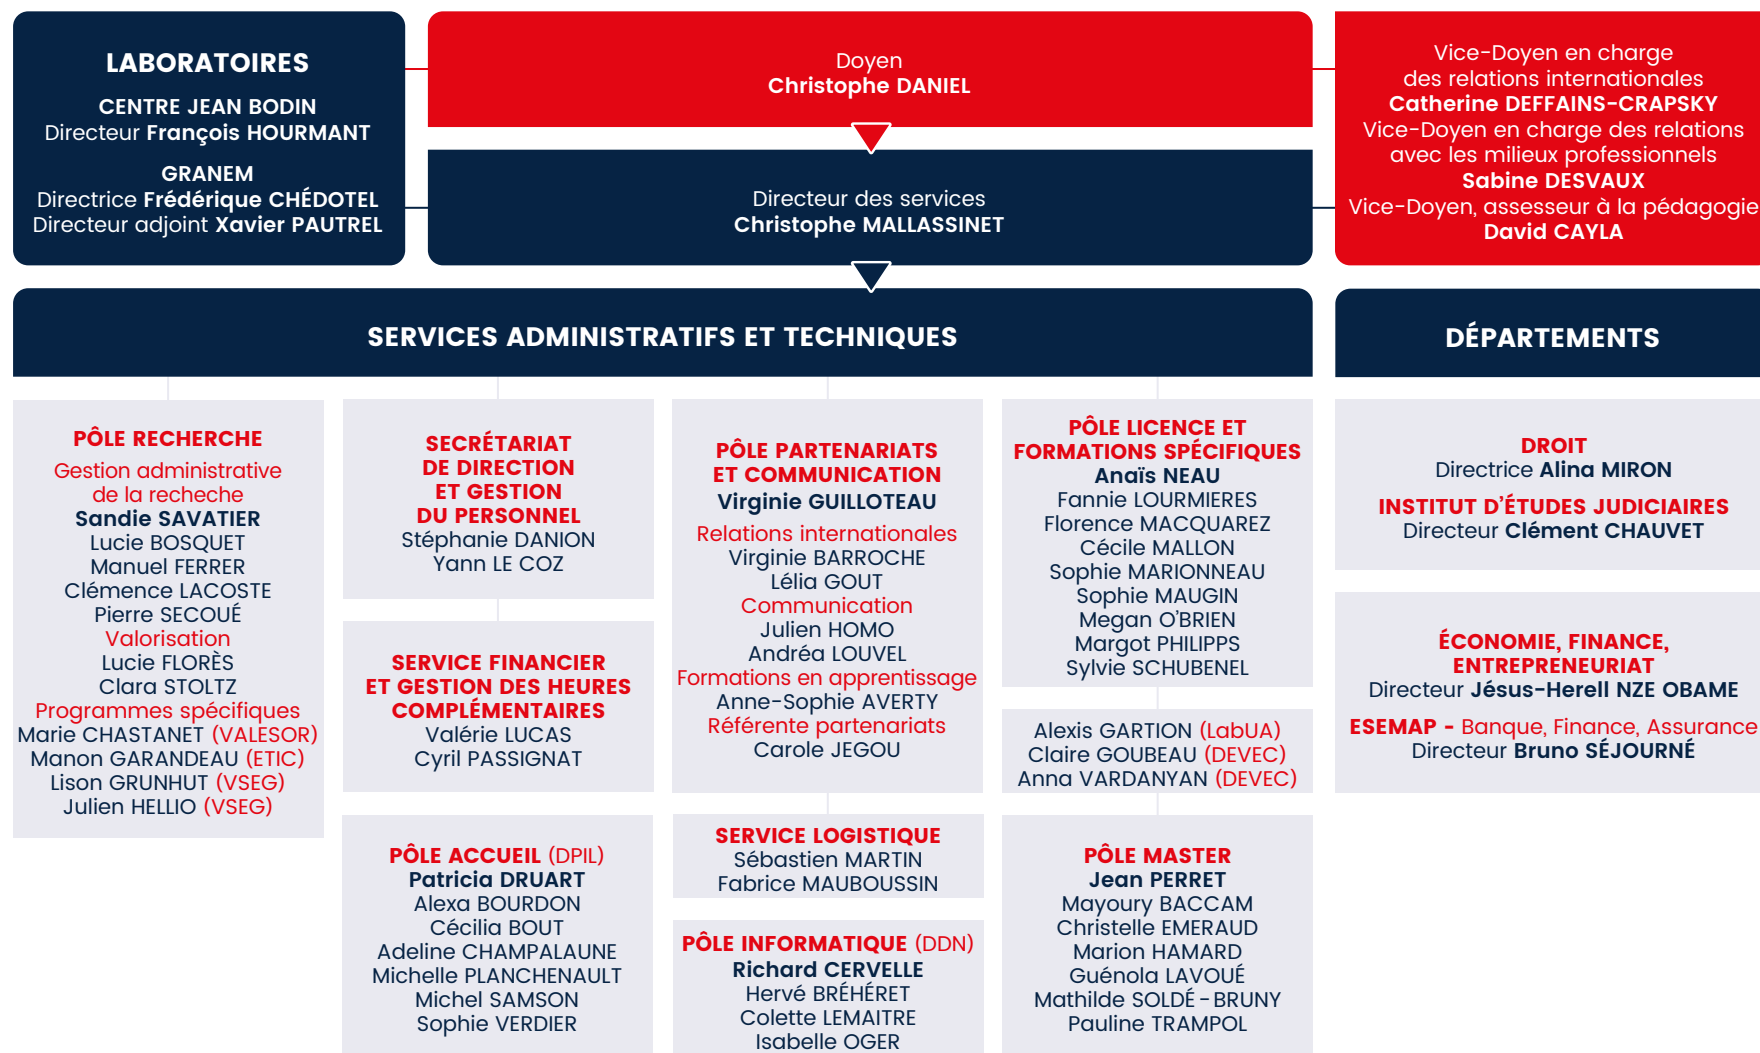 LABORATOIRES
CENTRE JEAN BODIN
Directeur François HOURMANT
GRANEM
Directrice Frédérique CHÉDOTEL
Directeur adjoint Xavier PAUTREL
Doyen
Christophe DANIEL
Directeur des services
Christophe MALLASSINET
Vice-Doyen en charge
des relations internationales
Catherine DEFFAINS-CRAPSKY
Vice-Doyen en charge des relations
avec les milieux professionnels
Sabine DESVAUX
Vice-Doyen, assesseur à la pédagogie
David CAYLA
SERVICES ADMINISTRATIFS ET TECHNIQUES
PÔLE RECHERCHE
Gestion administrative
de la recheche
Sandie SAVATIER
Lucie BOSQUET
Manuel FERRER
Clémence LACOSTE
Pierre SECOUÉ
Valorisation
Lucie FLORÈS
Clara STOLTZ
Programmes spécifiques
Marie CHASTANET (VALESOR)
Manon GARANDEAU (ETIC)
Lison GRUNHUT (VSEG)
Julien HELLIO (VSEG)
SECRÉTARIAT
DE DIRECTION
ET GESTION
DU PERSONNEL
Stéphanie DANION
Yann LE COZ
SERVICE FINANCIER
ET GESTION DES HEURES
COMPLÉMENTAIRES
Valérie LUCAS
Cyril PASSIGNAT
PÔLE ACCUEIL (DPIL)
Patricia DRUART
Alexa BOURDON
Cécilia BOUT
Adeline CHAMPALAUNE
Michelle PLANCHENAULT
Michel SAMSON
Sophie VERDIER
PÔLE PARTENARIATS
ET COMMUNICATION
Virginie GUILLOTEAU
Relations internationales
Virginie BARROCHE
Lélia GOUT
Communication
Julien HOMO
Andréa LOUVEL
Formations en apprentissage
Anne-Sophie AVERTY
Référente partenariats
Carole JEGOU
SERVICE LOGISTIQUE
Sébastien MARTIN
Fabrice MAUBOUSSIN
PÔLE INFORMATIQUE (DDN)
Richard CERVELLE
Hervé BRÉHÉRET
Colette LEMAITRE
Isabelle OGER
PÔLE LICENCE ET
FORMATIONS SPÉCIFIQUES
Anaïs NEAU
Fannie LOURMIERES
Florence MACQUAREZ
Cécile MALLON
Sophie MARIONNEAU
Sophie MAUGIN
Megan O'BRIEN
Margot PHILIPPS
Sylvie SCHUBENEL
Alexis GARTION (LabUA)
Claire GOUBEAU (DEVEC)
Anna VARDANYAN (DEVEC)
PÔLE MASTER
Jean PERRET
Mayoury BACCAM
Christelle EMERAUD
Marion HAMARD
Guénola LAVOUÉ
Mathilde SOLDÉ-BRUNY
Pauline TRAMPOL
DÉPARTEMENTS
DROIT
Directrice Alina MIRON
INSTITUT D'ÉTUDES JUDICIAIRES
Directeur Clément CHAUVET
ÉCONOMIE, FINANCE,
ENTREPRENEURIAT
Directeur Jésus-Herell NZE OBAME
ESEMAP - Banque, Finance, Assurance
Directeur Bruno SÉJOURNÉ